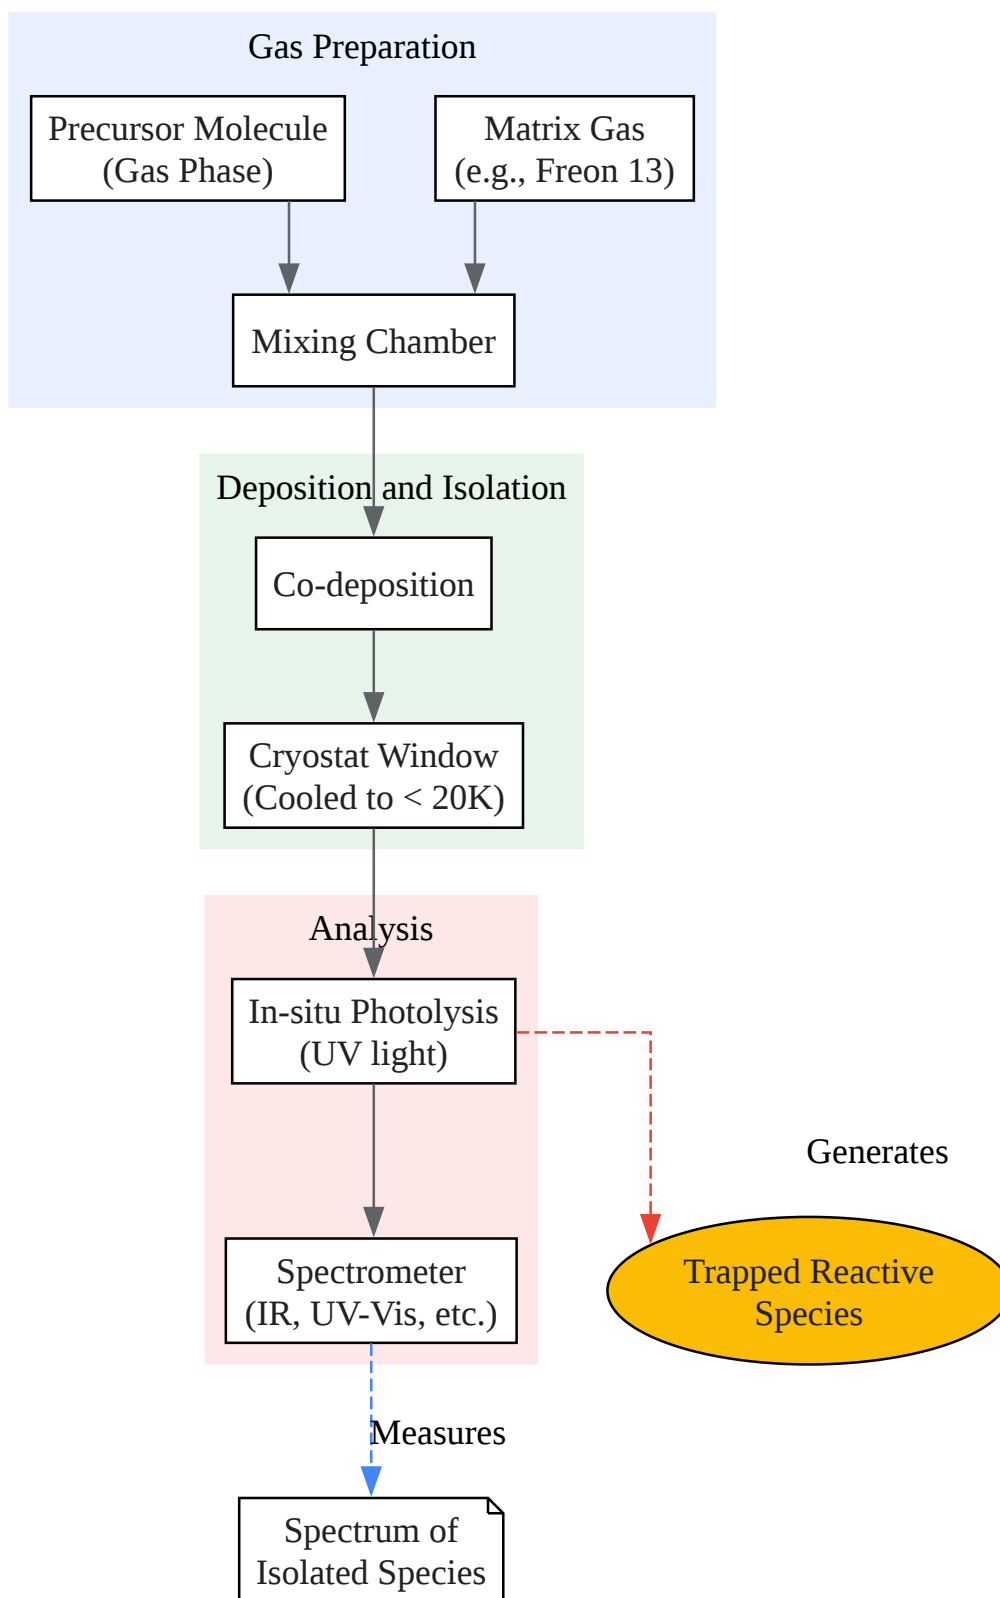 Gas Preparation
Precursor Molecule
(Gas Phase)
Matrix Gas
(e.g., Freon 13)
Mixing Chamber
Deposition and Isolation
Co-deposition
Cryostat Window
(Cooled to < 20K)
Analysis
In-situ Photolysis
(UV light)
Generates
Spectrometer
(IR, UV-Vis, etc.)
Trapped Reactive
Species
Measures
Spectrum of
Isolated Species